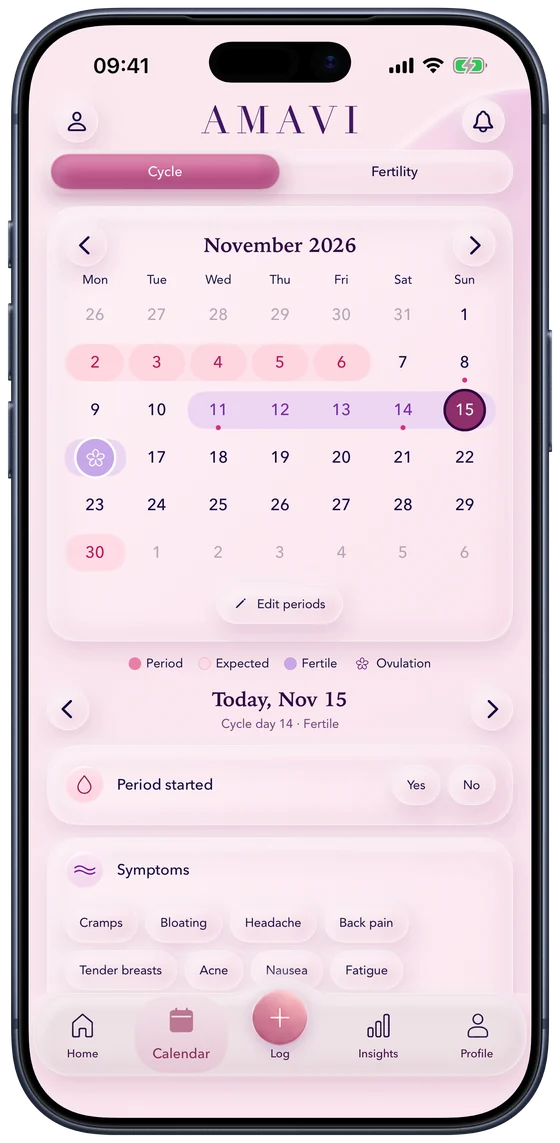 09:41
AMAVI
Cycle Fertility
November 2026
Mon Tue Wed Thu Fri Sat Sun
26 27 28 29 30 31 1
2 3 4 5 6 7 8
9 10 11 12 13 14 15
17 18 19 20 21 22
23 24 25 26 27 28 29
30 1 2 3 4 5 6
Edit periods
Period Expected Fertile Ovulation
Today, Nov 15
Cycle day 14 · Fertile
Period started Yes No
Symptoms
Cramps Bloating Headache Back pain
Tender breasts Acne Nausea Fatigue
Home Calendar Log Insights Profile